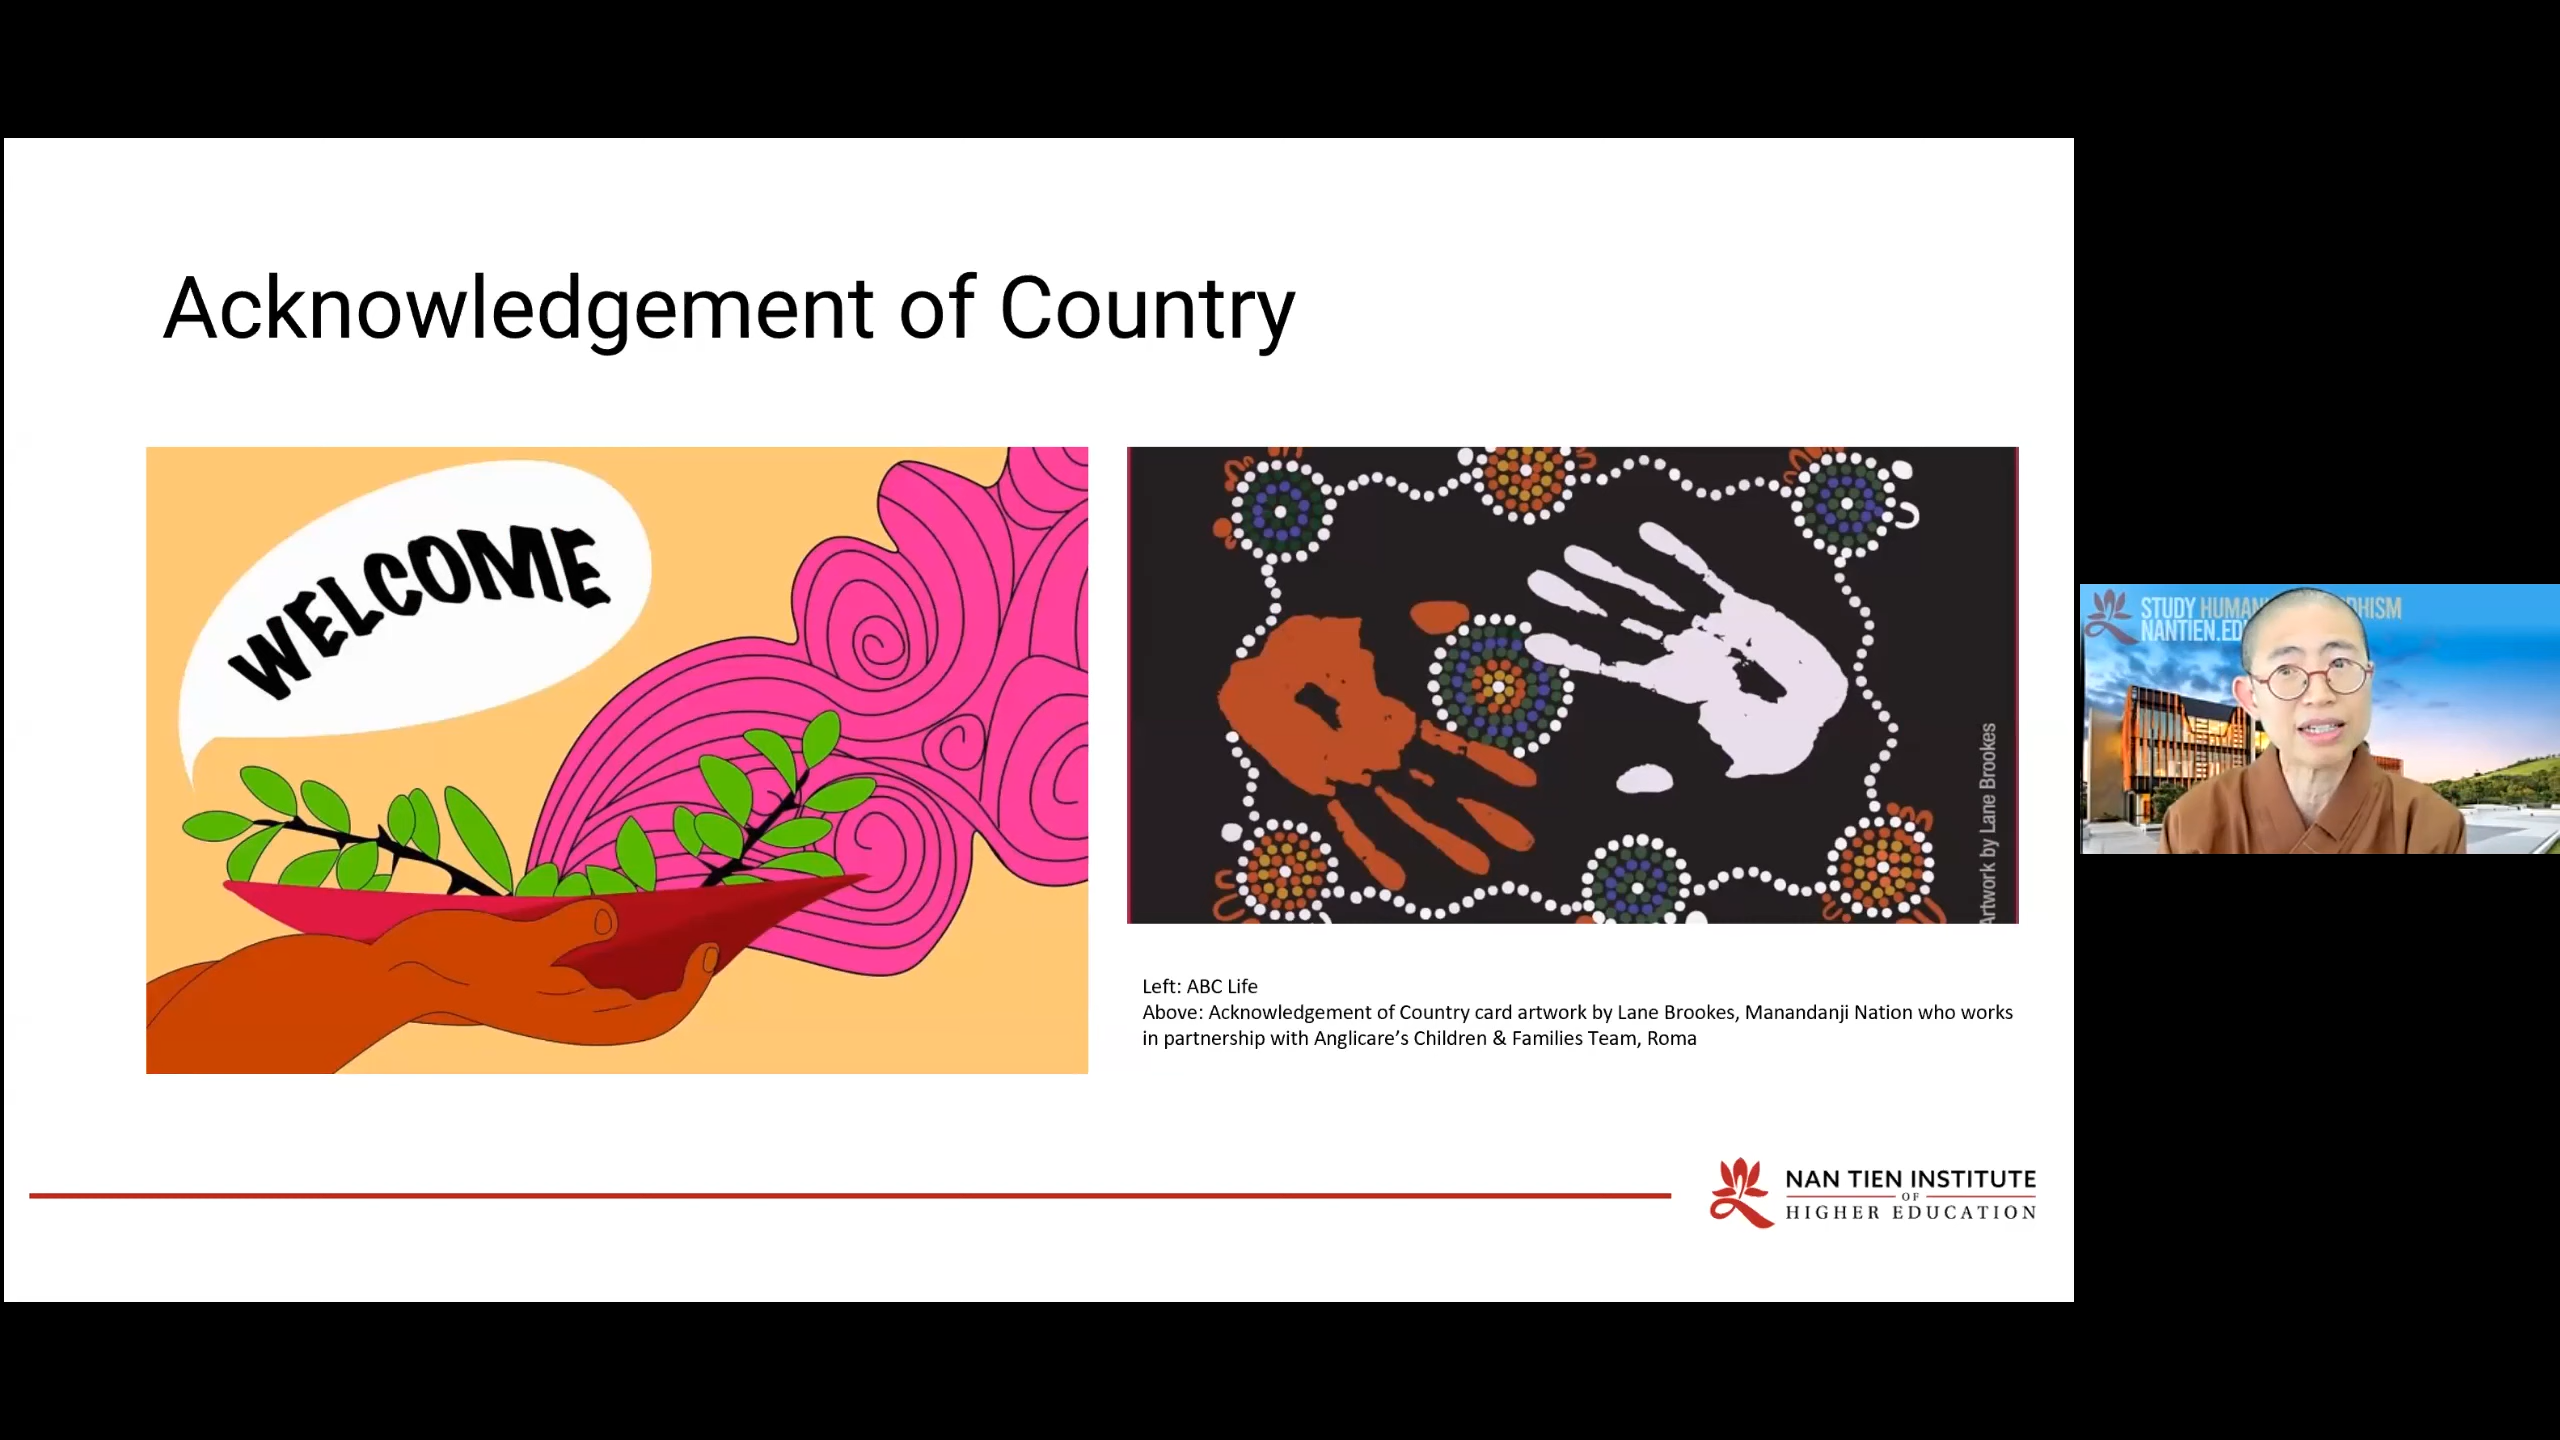 Acknowledgement of Country
WELCOME
Artwork by Lane Brookes
Left: ABC Life
Above: Acknowledgement of Country card artwork by Lane Brookes, Manandanji Nation who works
in partnership with Anglicare’s Children & Families Team, Roma
NAN TIEN INSTITUTE
OF
HIGHER EDUCATION
STUDY